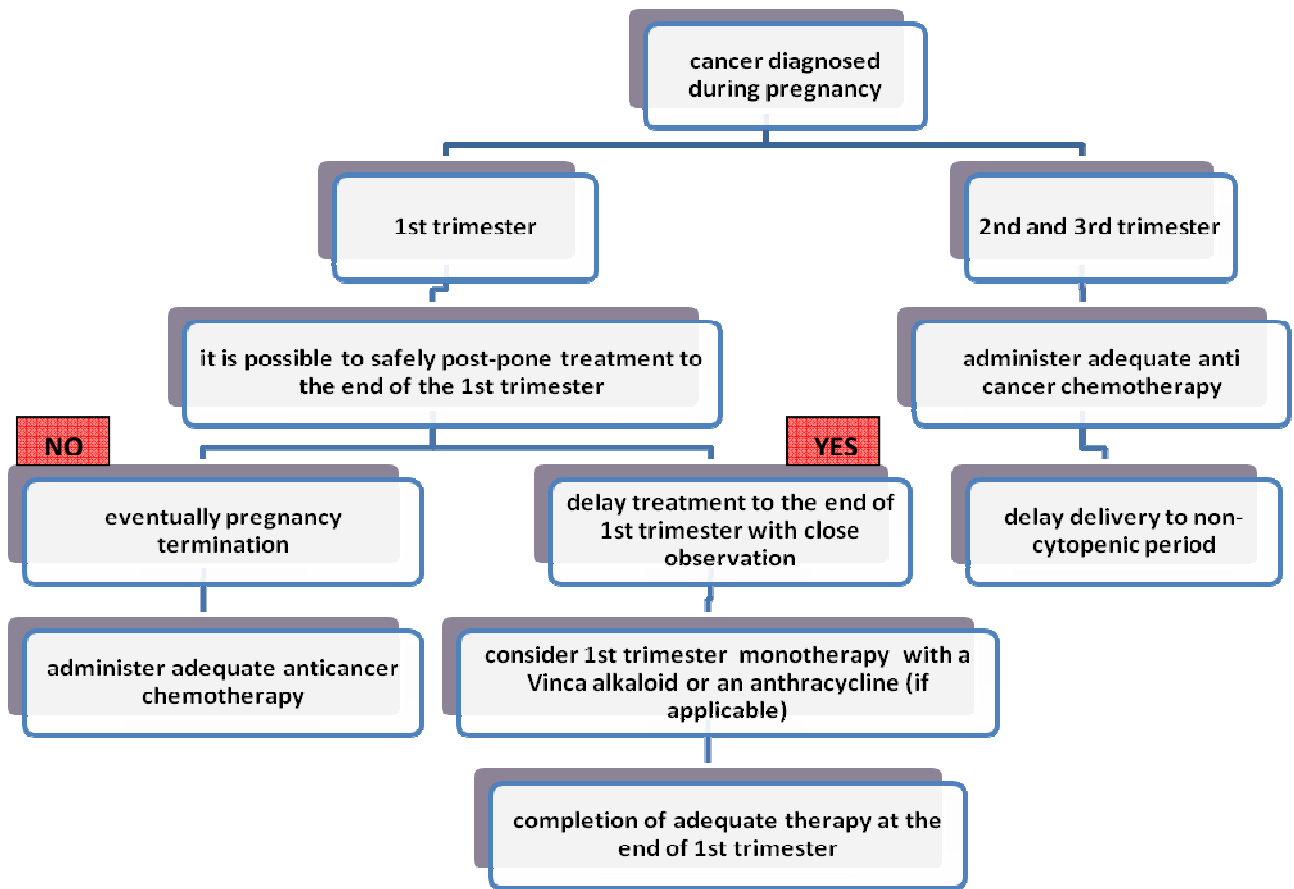 cancer diagnosed
during pregnancy
1st trimester
2nd and 3rd trimester
it is possible to safely post-pone treatment to
the end of the 1st trimester
administer adequate anti
cancer chemotherapy
NO
YES
eventually pregnancy
termination
delay treatment to the end of
1st trimester with close
observation
delay delivery to non-
cytopenic period
administer adequate anticancer
chemotherapy
consider 1st trimester monotherapy with a
Vinca alkaloid or an anthracycline (if
applicable)
completion of adequate therapy at the
end of 1st trimester